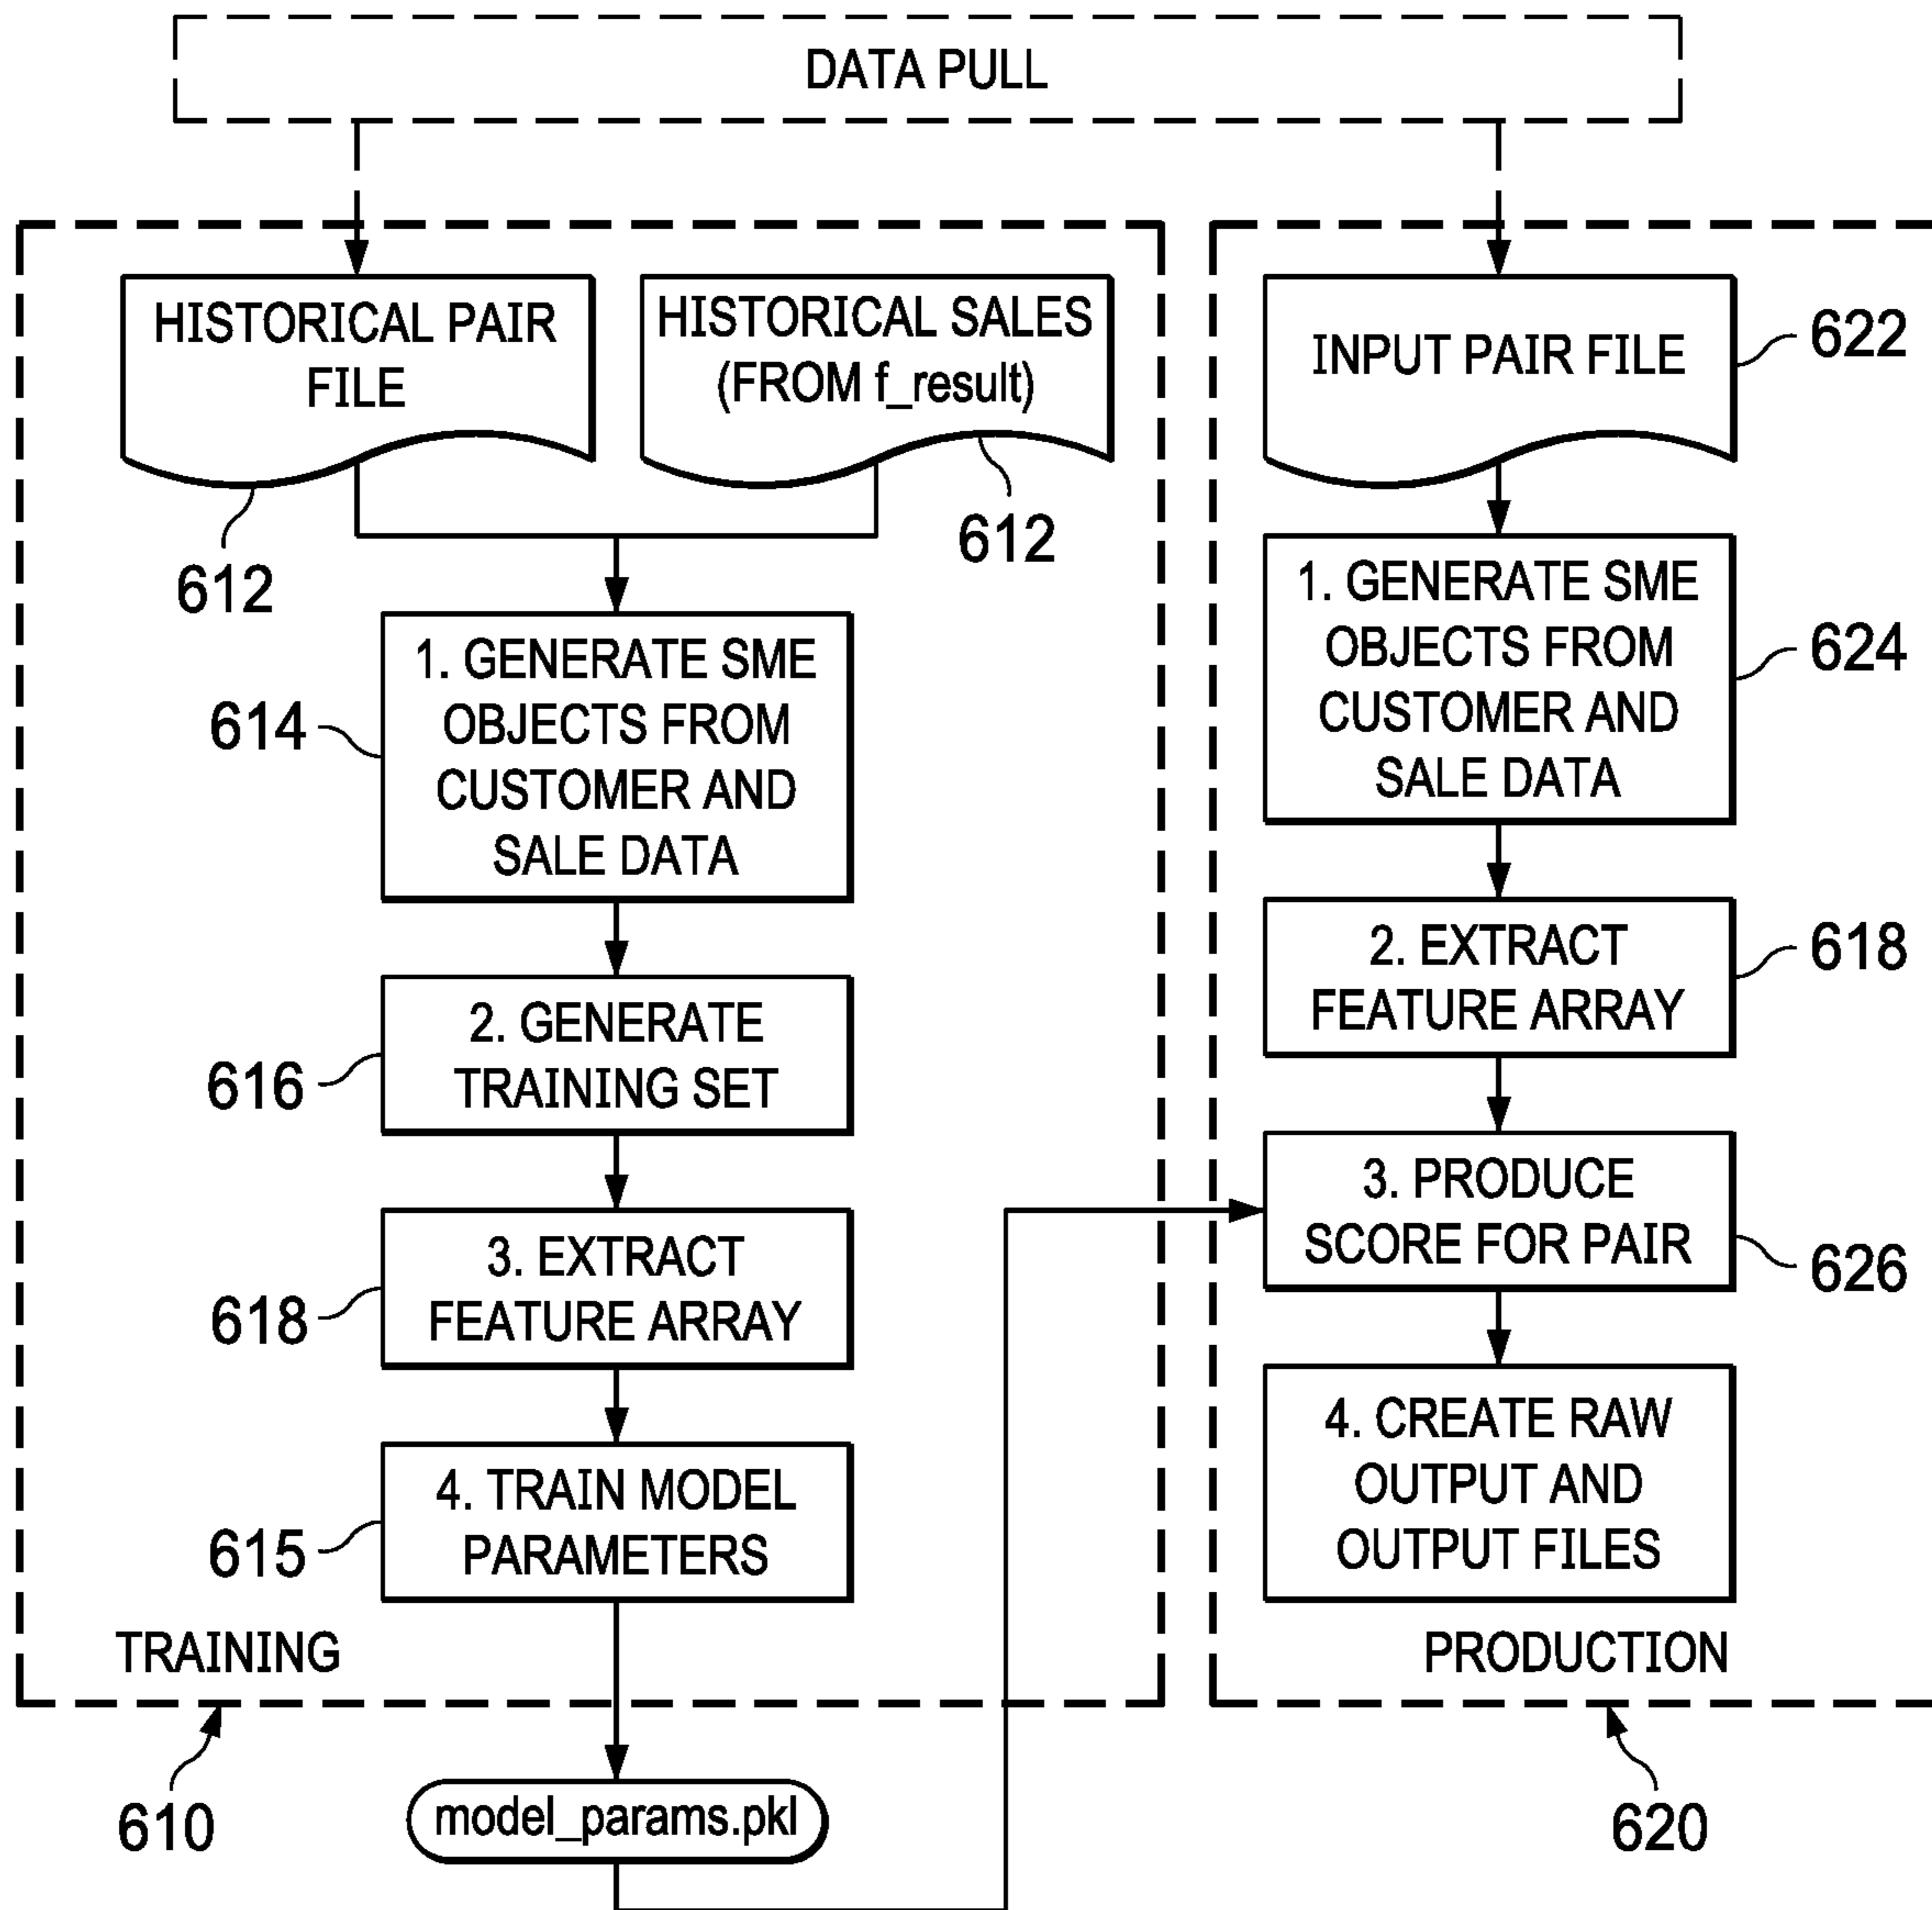 DATA PULL
HISTORICAL PAIR
FILE
612
HISTORICAL SALES
(FROM f_result)
612
1. GENERATE SME
OBJECTS FROM
CUSTOMER AND
SALE DATA
614
2. GENERATE
TRAINING SET
616
3. EXTRACT
FEATURE ARRAY
618
4. TRAIN MODEL
PARAMETERS
615
TRAINING
610
model_params.pkl
INPUT PAIR FILE
622
1. GENERATE SME
OBJECTS FROM
CUSTOMER AND
SALE DATA
624
2. EXTRACT
FEATURE ARRAY
618
3. PRODUCE
SCORE FOR PAIR
626
4. CREATE RAW
OUTPUT AND
OUTPUT FILES
PRODUCTION
620